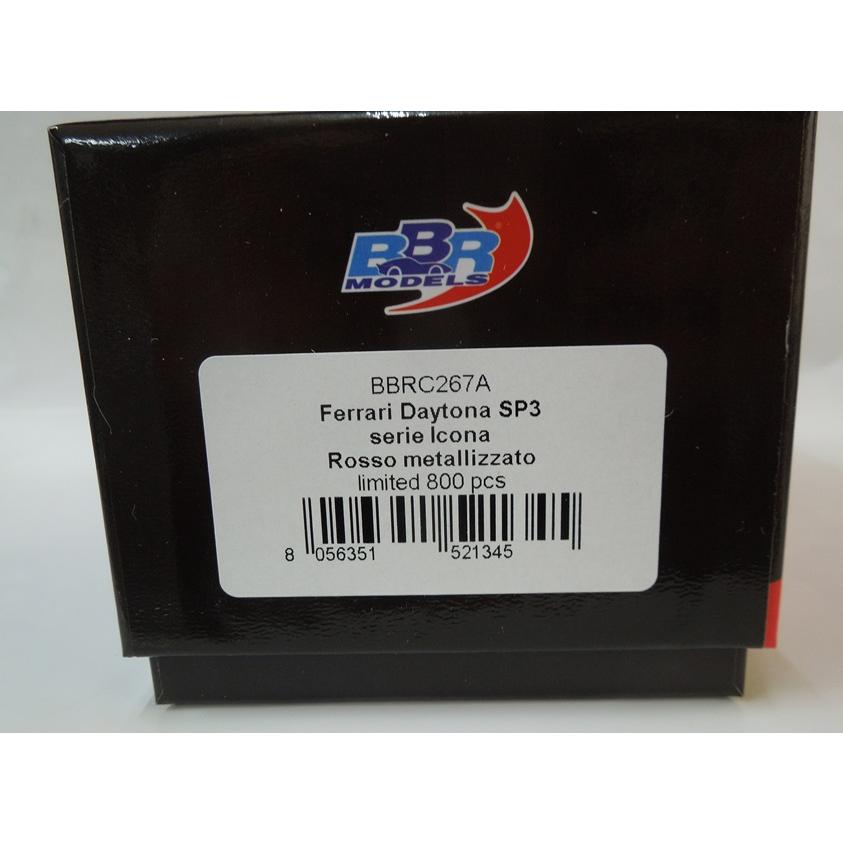 BBR
MODELS
BBRC267A
Ferrari Daytona SP3
serie Icona
Rosso metallizzato
limited 800 pcs
8 056351 521345